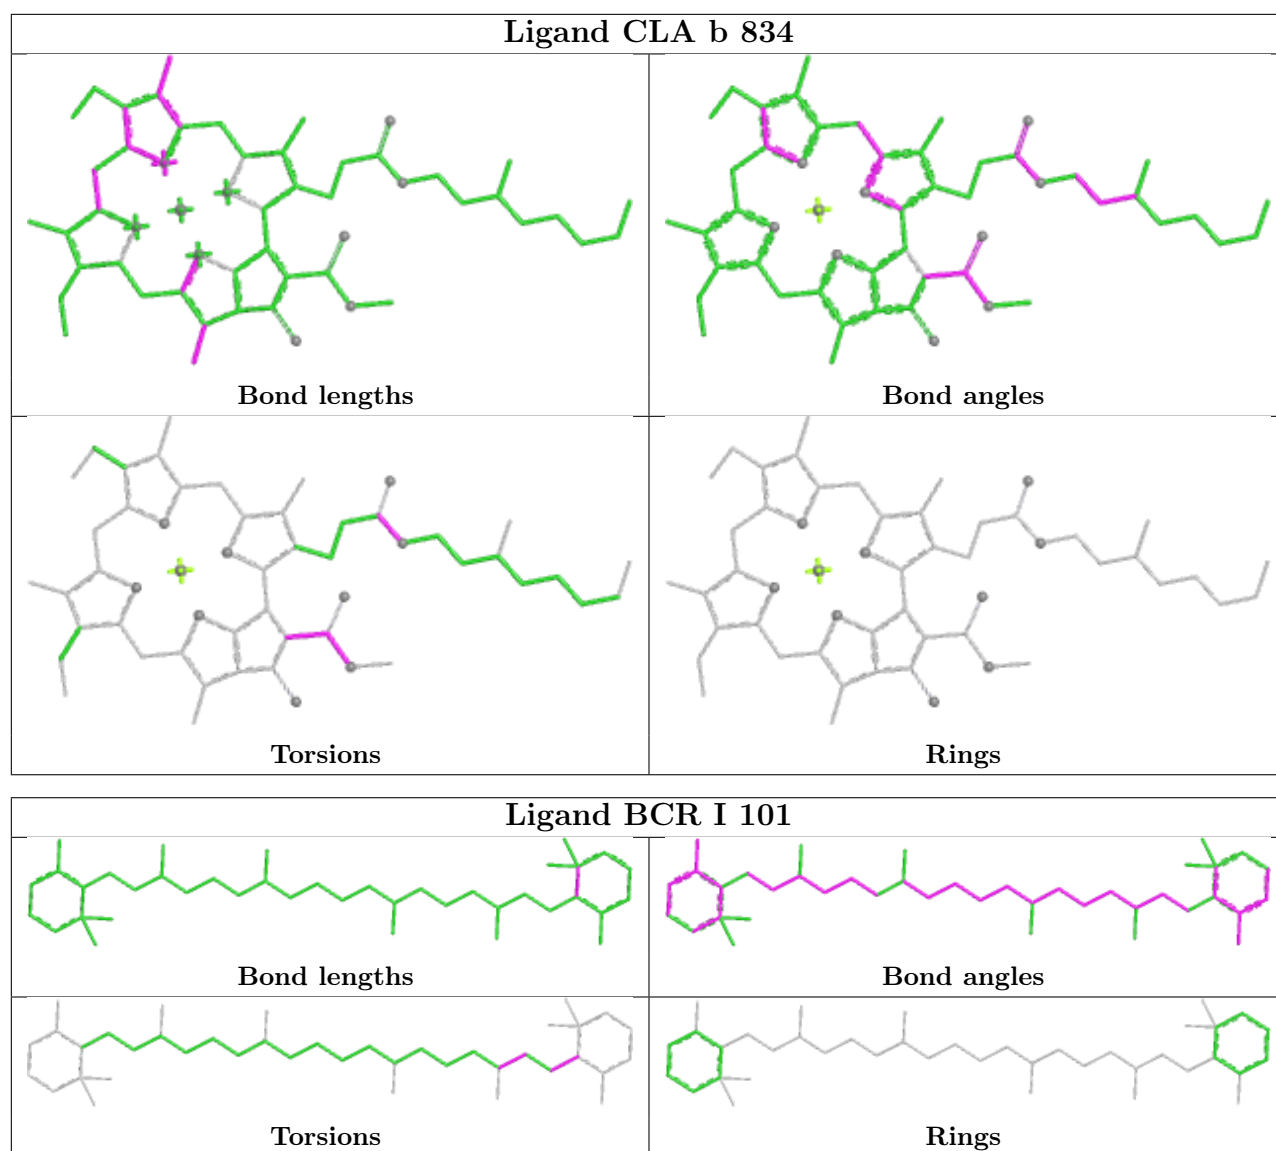 Ligand CLA b 834
Bond lengths
Bond angles
Torsions
Rings
Ligand BCR I 101
Bond lengths
Bond angles
Torsions
Rings